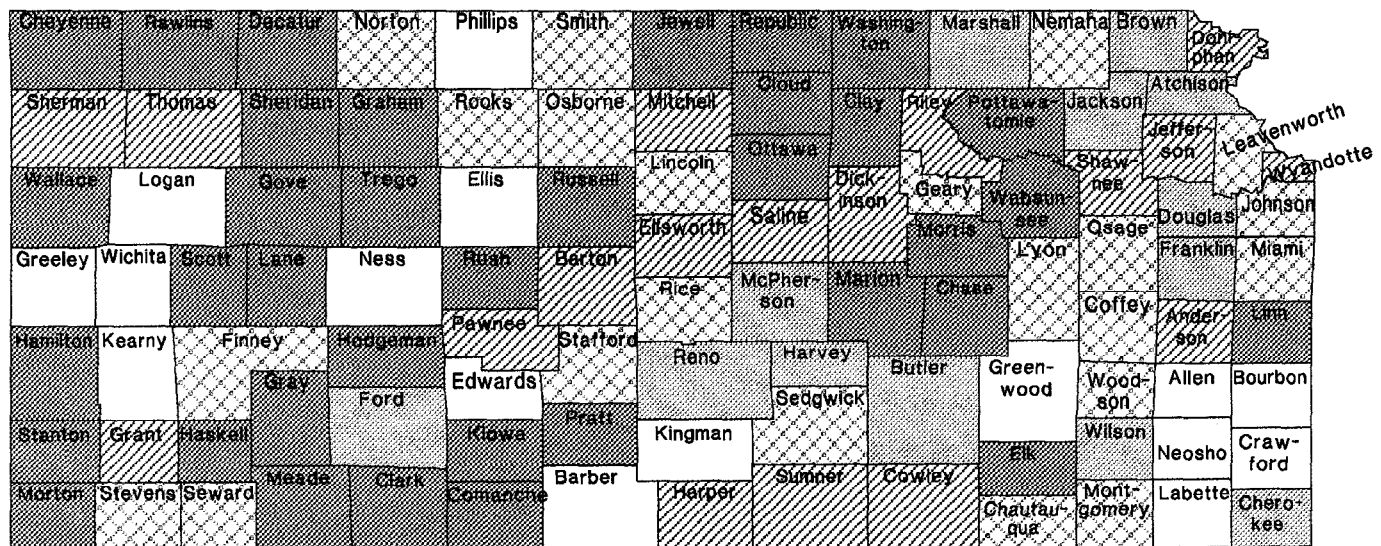 Cheyenne
Rawlins
Decatur
Norton
Phillips
Smith
Jewell
Republic
Washing-
ton
Marshall
Nemaha
Brown
Doni-
phan
Sherman
Thomas
Sheridan
Graham
Rooks
Osborne
Mitchell
Cloud
Clay
Riley
Pottawa-
tomie
Jackson
Atchison
Jeffer-
son
Leavenworth
Wyandotte
Wallace
Logan
Gove
Trego
Ellis
Russell
Lincoln
Ottawa
Dick-
inson
Geary
Wabaun-
see
Shaw-
nee
Douglas
Johnson
Greeley
Wichita
Scott
Lane
Ness
Rush
Barton
Ellsworth
Saline
Morris
Lyon
Osage
Franklin
Miami
Rice
McPher-
son
Marion
Chase
Coffey
Ander-
son
Linn
Hamilton
Kearny
Finney
Hodgeman
Pawnee
Stafford
Reno
Harvey
Butler
Green-
wood
Wood-
son
Allen
Bourbon
Gray
Ford
Edwards
Sedgwick
Stanton
Grant
Haskell
Kiowa
Pratt
Kingman
Elk
Wilson
Neosho
Craw-
ford
Morton
Stevens
Seward
Meade
Clark
Comanche
Barber
Harper
Sumner
Cowley
Chautau-
qua
Mont-
gomery
Labette
Chero-
kee